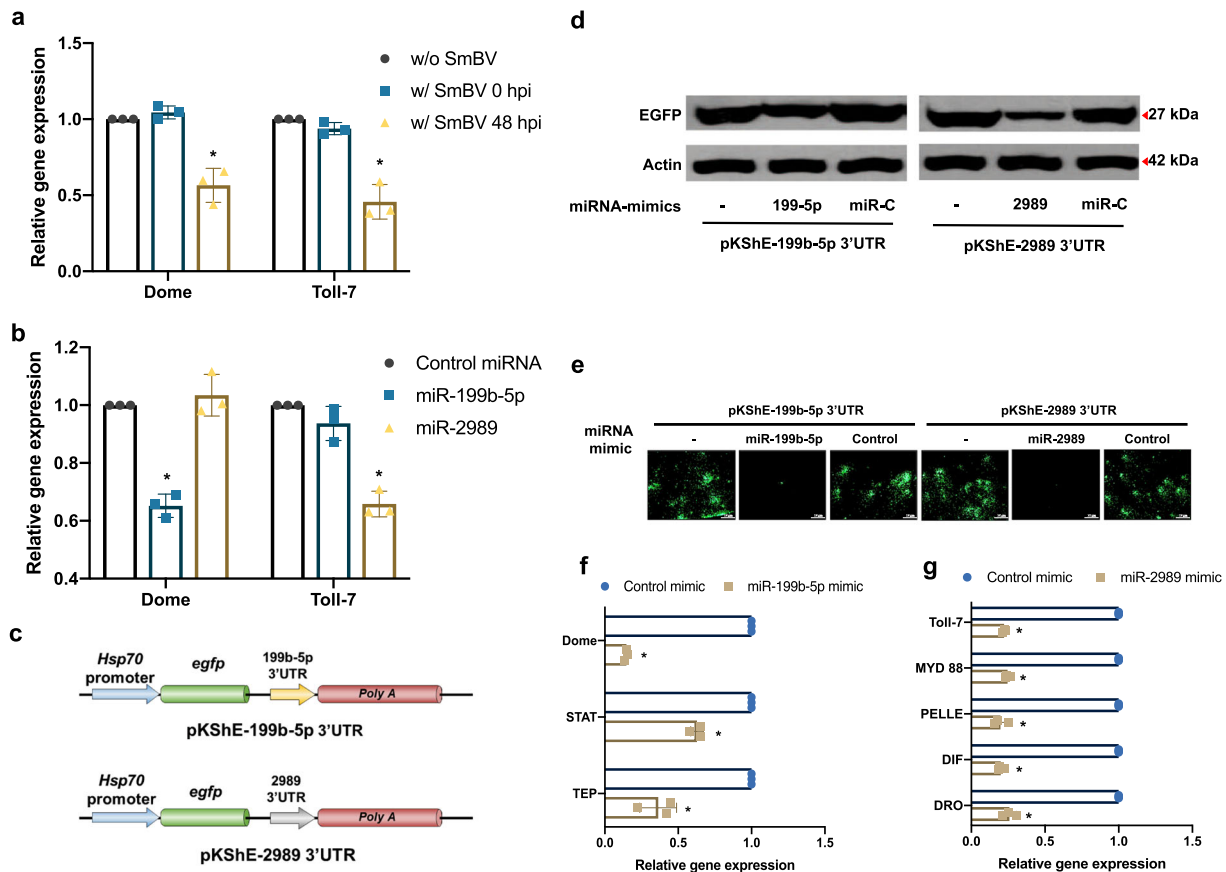 a
Relative gene expression
1.5
1.0
0.5
0.0
w/o SmBV
w/ SmBV 0 hpi
w/ SmBV 48 hpi
*
*
Dome
Toll-7
b
Relative gene expression
1.2
1.0
0.8
0.6
0.4
Control miRNA
miR-199b-5p
miR-2989
*
*
Dome
Toll-7
c
Hsp70 promoter
egfp
199b-5p 3'UTR
Poly A
pKShE-199b-5p 3'UTR
Hsp70 promoter
egfp
2989 3'UTR
Poly A
pKShE-2989 3'UTR
d
EGFP
27 kDa
Actin
42 kDa
miRNA-mimics - 199-5p miR-C - 2989 miR-C
pKShE-199b-5p 3'UTR pKShE-2989 3'UTR
e
pKShE-199b-5p 3'UTR pKShE-2989 3'UTR
miRNA mimic
- miR-199b-5p Control - miR-2989 Control
f
Control mimic miR-199b-5p mimic
Dome
*
STAT
*
TEP
*
0.0 0.5 1.0 1.5
Relative gene expression
g
Control mimic miR-2989 mimic
Toll-7
*
MYD 88
*
PELLE
*
DIF
*
DRO
*
0.0 0.5 1.0 1.5
Relative gene expression